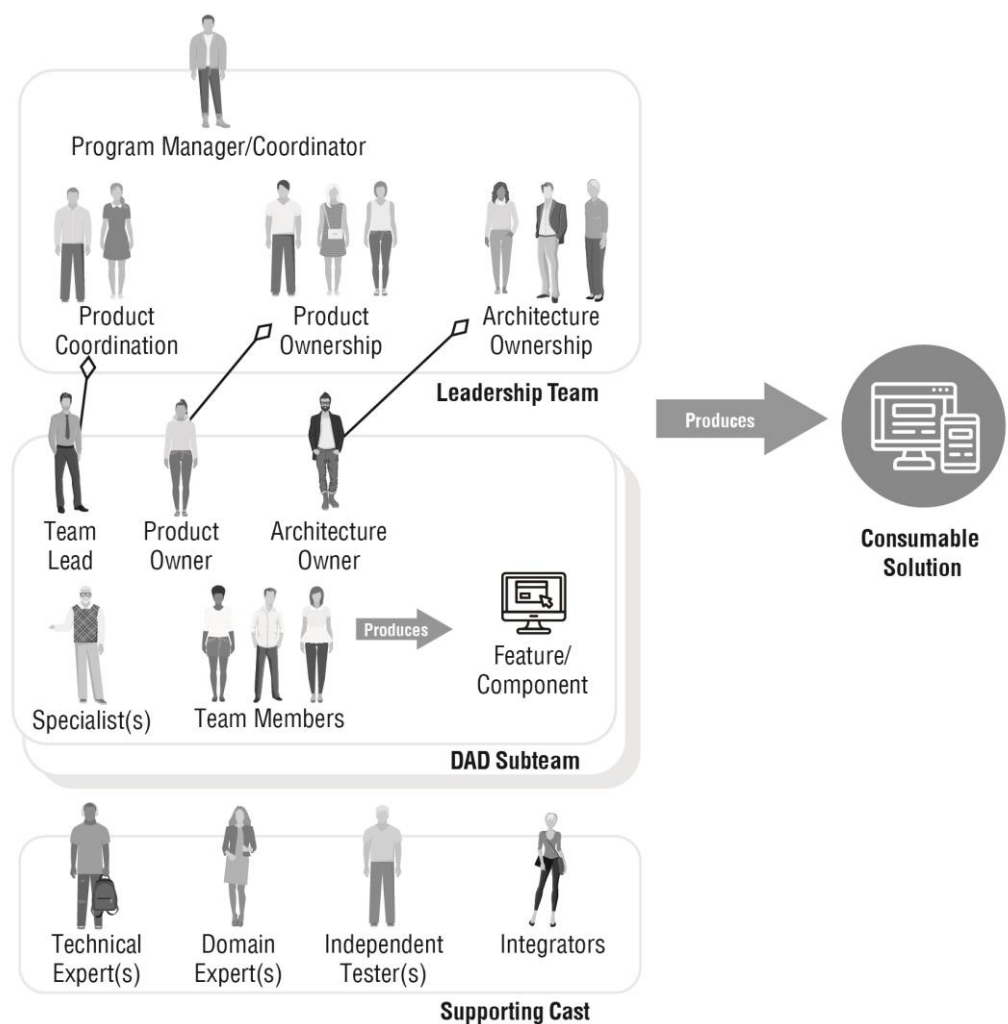 Program Manager/Coordinator
Product
Coordination
Product
Ownership
Architecture
Ownership
Leadership Team
Produces
Consumable
Solution
Team
Lead
Product
Owner
Architecture
Owner
Specialist(s)
Team Members
Produces
Feature/
Component
DAD Subteam
Technical
Expert(s)
Domain
Expert(s)
Independent
Tester(s)
Integrators
Supporting Cast